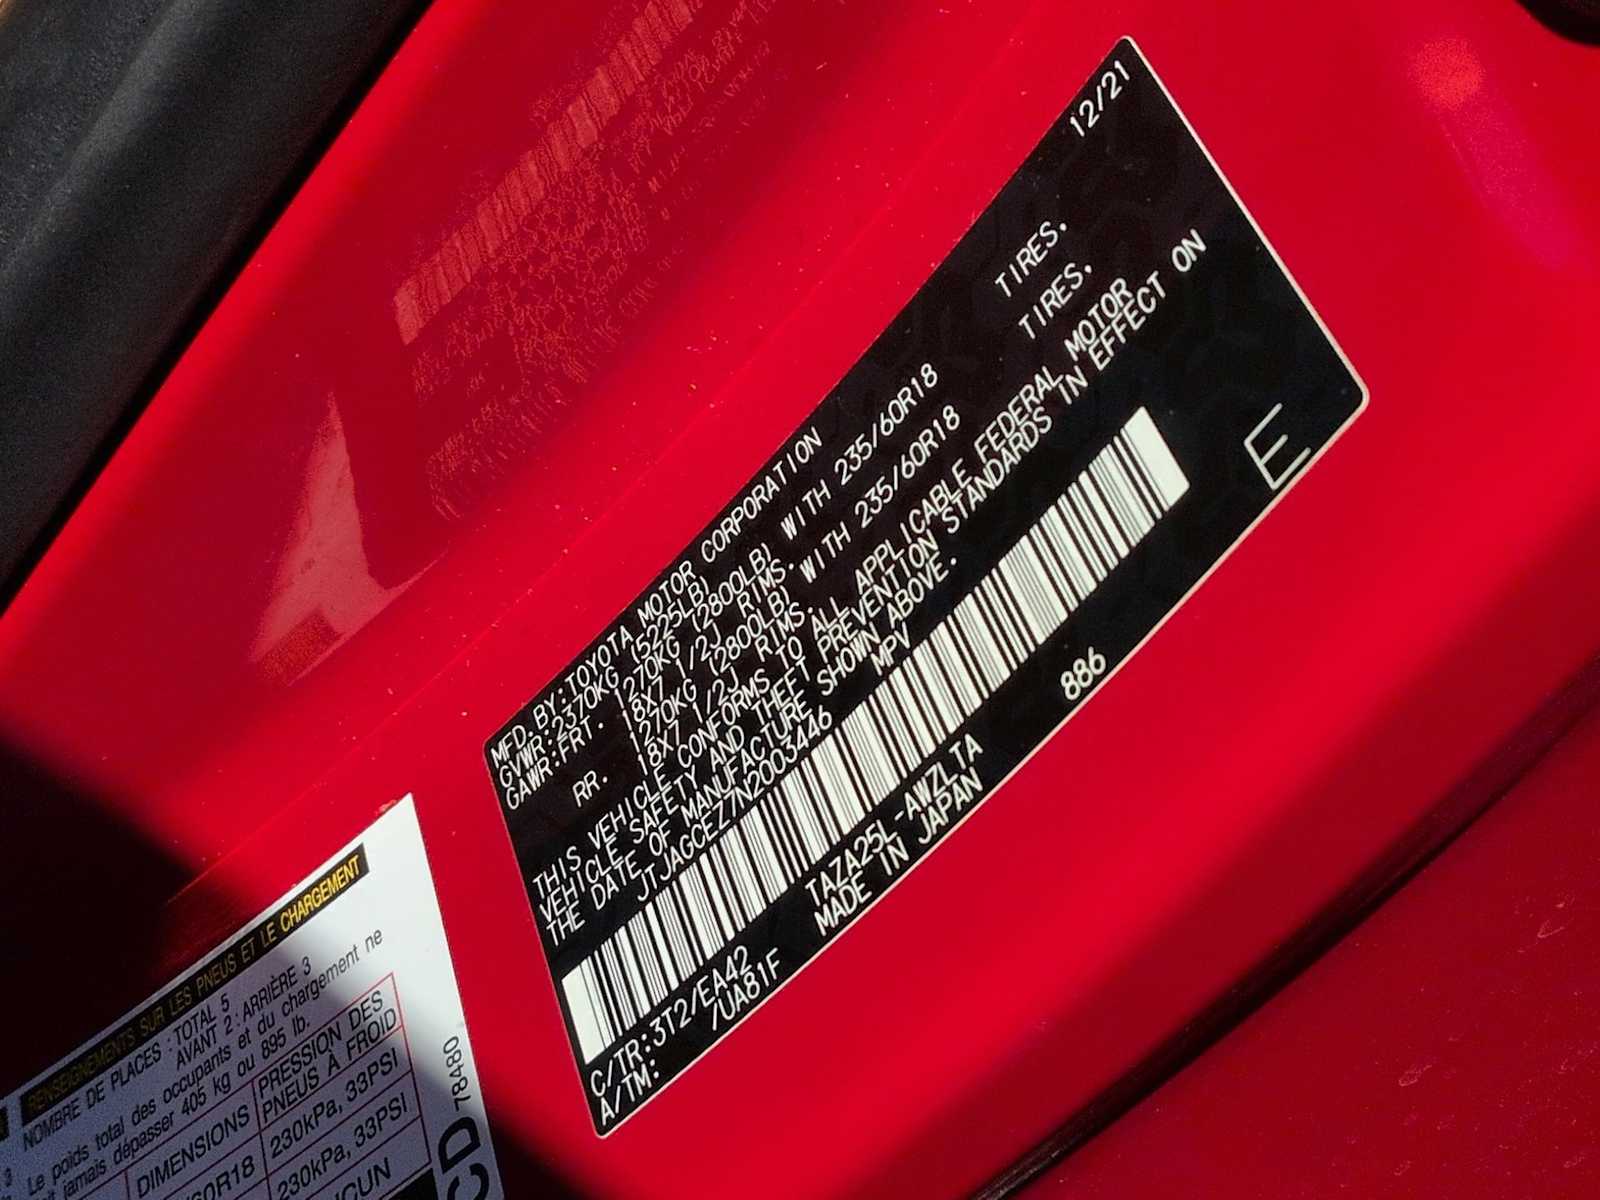 MFD. BY:TOYOTA MOTOR CORPORATION 12/21
GVWR:2370KG (5225LB)
GAWR:FRT. 1270KG (2800LB) WITH 235/60R18 TIRES.
18X7 1/2J RIMS.
RR. 1270KG (2800LB) WITH 235/60R18 TIRES.
18X7 1/2J RIMS.
THIS VEHICLE CONFORMS TO ALL APPLICABLE FEDERAL MOTOR
VEHICLE SAFETY AND THEFT PREVENTION STANDARDS IN EFFECT ON
THE DATE OF MANUFACTURE SHOWN ABOVE.
JTJAGCEZ7N2003446 MPV
E
C/TR:3T2/EA42 TAZA25L-AWZLTA 886
A/TM: /UA81F MADE IN JAPAN
RENSEIGNEMENTS SUR LES PNEUS ET LE CHARGEMENT
NOMBRE DE PLACES : TOTAL 5
AVANT 2 : ARRIÈRE 3
Le poids total des occupants et du chargement ne
jamais dépasser 405 kg ou 895 lb.
DIMENSIONS PRESSION DES
PNEUS À FROID
60R18 230kPa, 33PSI
230kPa, 33PSI
CD 78480